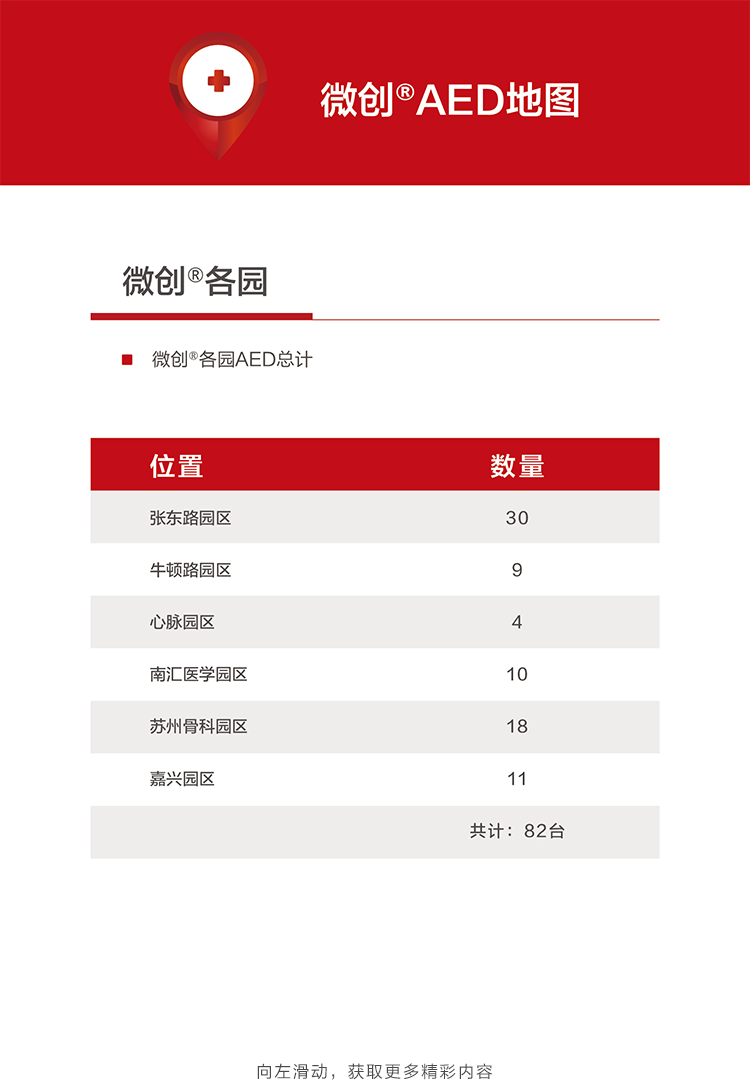 微创®AED地图
微创®各园
微创®各园AED总计
位置 数量
张东路园区 30
牛顿路园区 9
心脉园区 4
南汇医学园区 10
苏州骨科园区 18
嘉兴园区 11
共计：82台
向左滑动，获取更多精彩内容